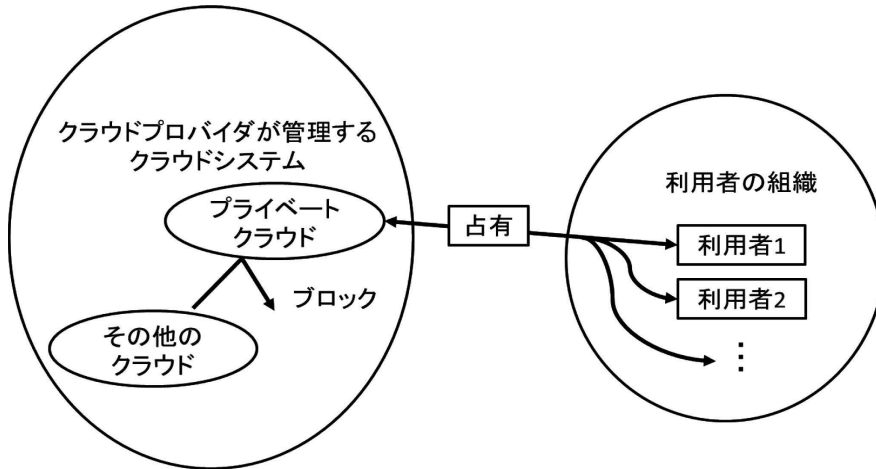 クラウドプロバイダが管理する
クラウドシステム
プライベート
クラウド
ブロック
その他の
クラウド
占有
利用者の組織
利用者1
利用者2
⋮